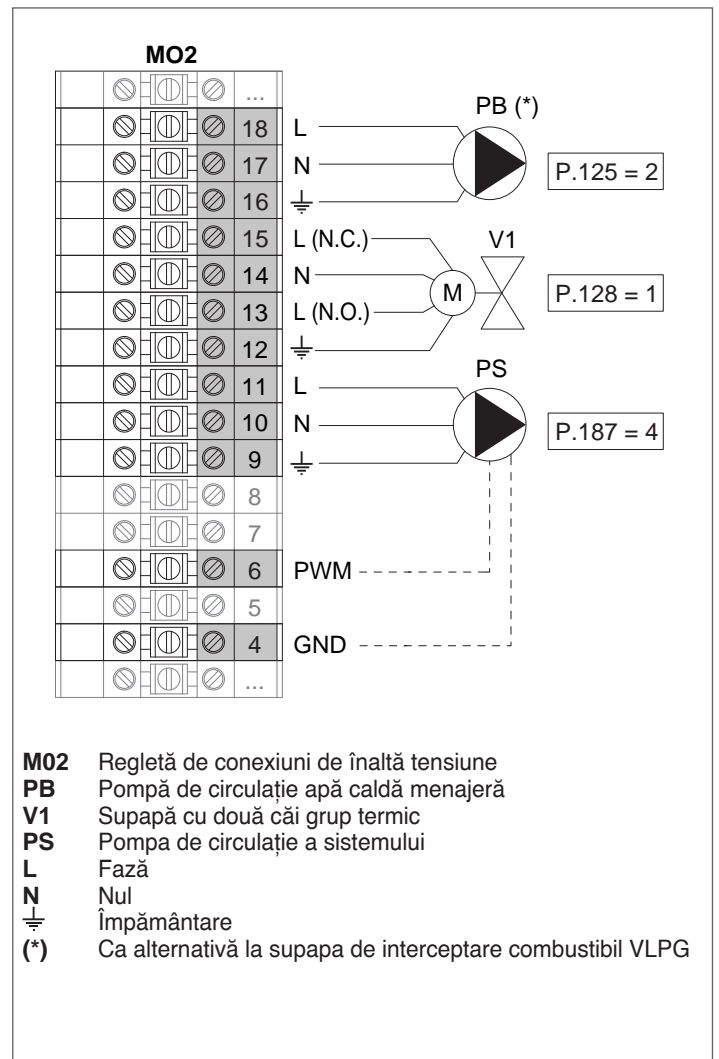 MO2
...
PB (*)
18 L
17 N
P.125 = 2
16
15 L (N.C.)
V1
14 N
M
P.128 = 1
13 L (N.O.)
12
PS
11 L
10 N
P.187 = 4
9
8
7
6 PWM
5
4 GND
...
M02 Regletă de conexiuni de înaltă tensiune
PB Pompă de circulație apă caldă menajeră
V1 Supapă cu două căi grup termic
PS Pompa de circulație a sistemului
L Fază
N Nul
⏚ Împământare
(*) Ca alternativă la supapa de interceptare combustibil VLPG